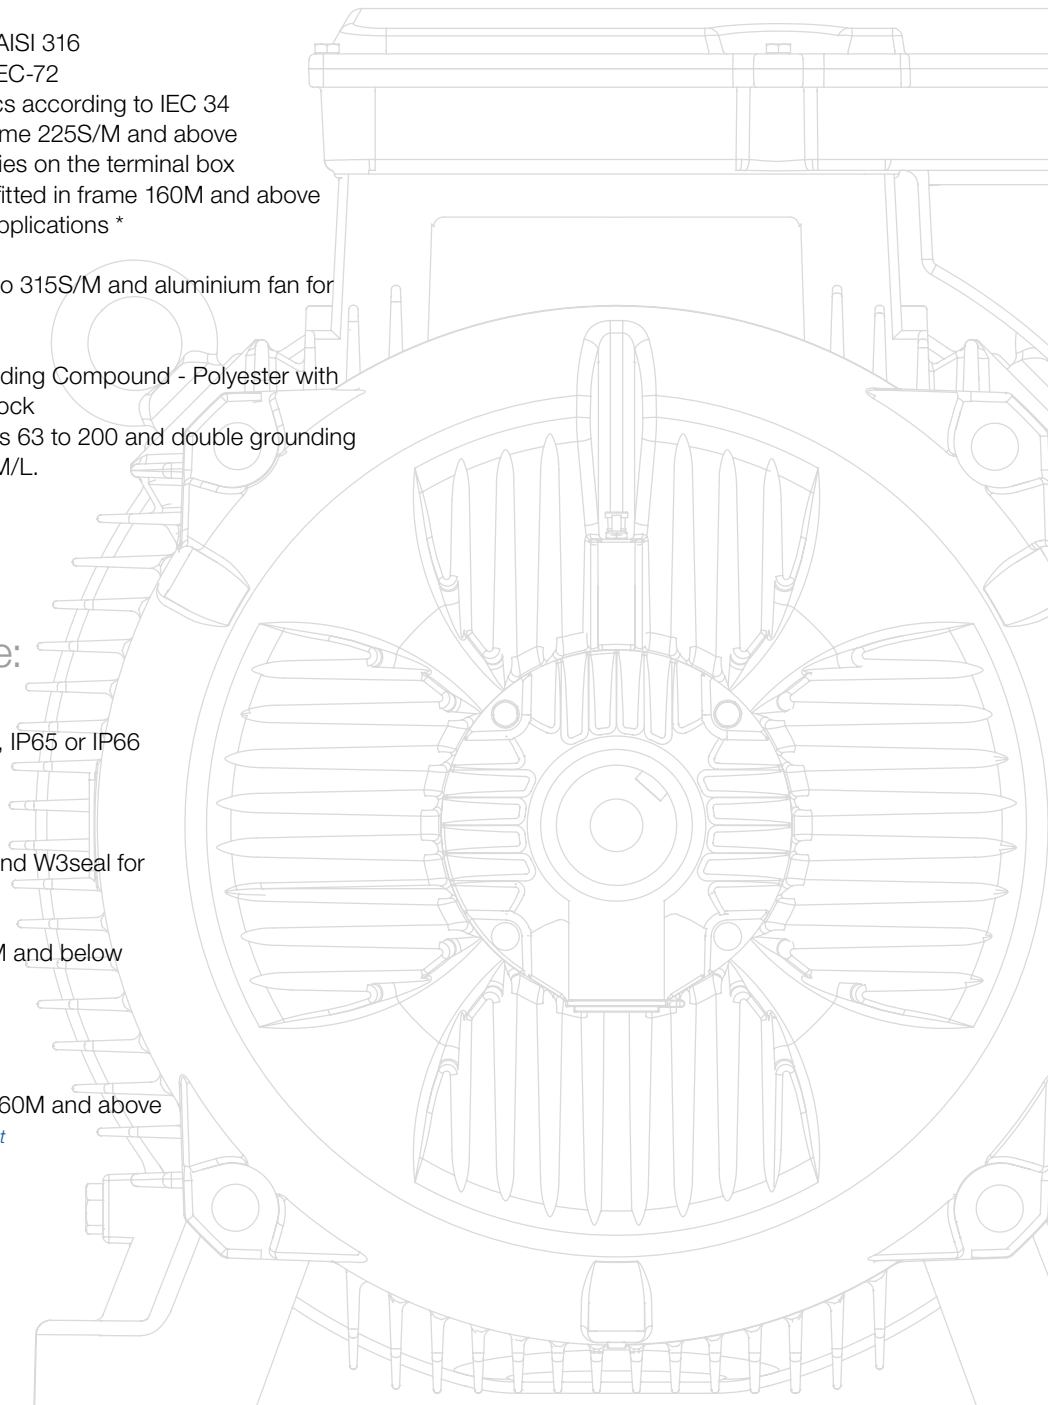 AISI 316
EC-72
cs according to IEC 34
me 225S/M and above
ies on the terminal box
fitted in frame 160M and above
pplications *
o 315S/M and aluminium fan for
ding Compound - Polyester with
ock
s 63 to 200 and double grounding
M/L.
e:
, IP65 or IP66
nd W3seal for
M and below
60M and above
t